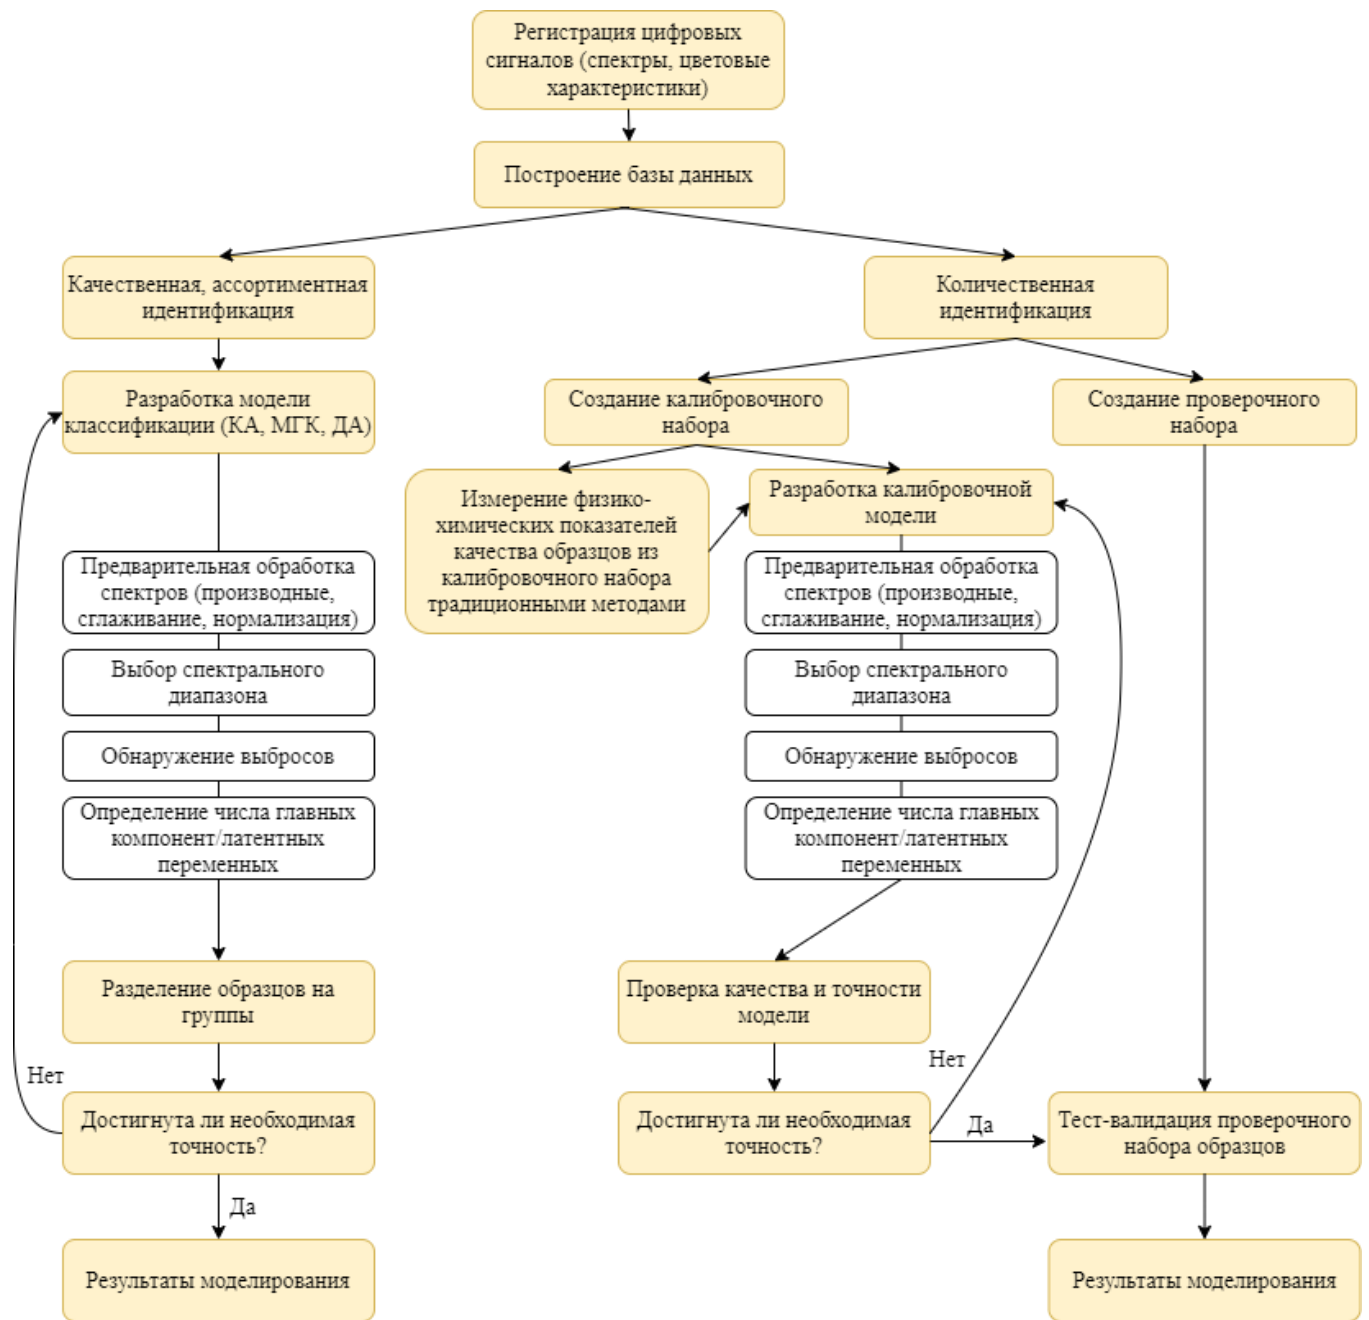 Регистрация цифровых
сигналов (спектры, цветовые
характеристики)
Построение базы данных
Качественная, ассортиментная
идентификация
Количественная
идентификация
Разработка модели
классификации (КА, МГК, ДА)
Создание калибровочного
набора
Создание проверочного
набора
Измерение физико-
химических показателей
качества образцов из
калибровочного набора
традиционными методами
Разработка калибровочной
модели
Предварительная обработка
спектров (производные,
сглаживание, нормализация)
Выбор спектрального
диапазона
Обнаружение выбросов
Определение числа главных
компонент/латентных
переменных
Предварительная обработка
спектров (производные,
сглаживание, нормализация)
Выбор спектрального
диапазона
Обнаружение выбросов
Определение числа главных
компонент/латентных
переменных
Разделение образцов на
группы
Проверка качества и точности
модели
Нет
Нет
Достигнута ли необходимая
точность?
Достигнута ли необходимая
точность?
Да
Тест-валидация проверочного
набора образцов
Да
Результаты моделирования
Результаты моделирования